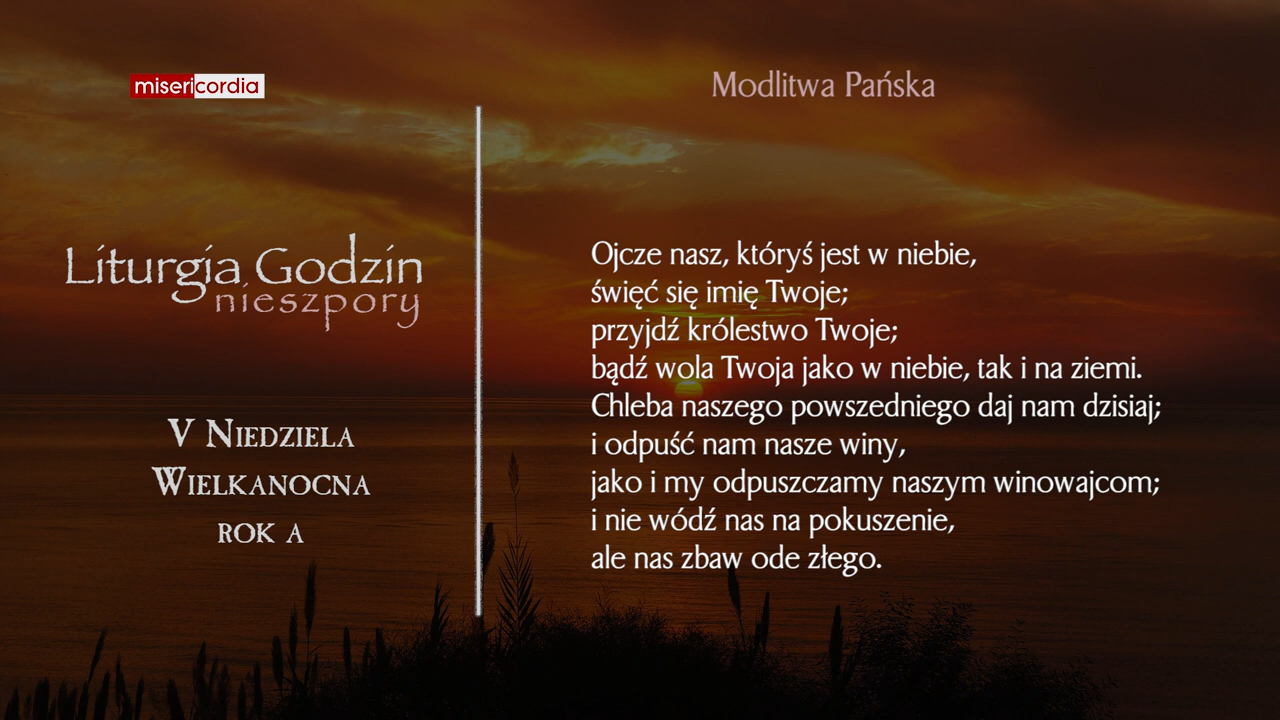 misericordia
Liturgia Godzin
nieszpory
V Niedziela
Wielkanocna
rok A
Modlitwa Pańska
Ojcze nasz, któryś jest w niebie,
święć się imię Twoje;
przyjdź królestwo Twoje;
bądź wola Twoja jako w niebie, tak i na ziemi.
Chleba naszego powszedniego daj nam dzisiaj;
i odpuść nam nasze winy,
jako i my odpuszczamy naszym winowajcom;
i nie wódź nas na pokuszenie,
ale nas zbaw ode złego.